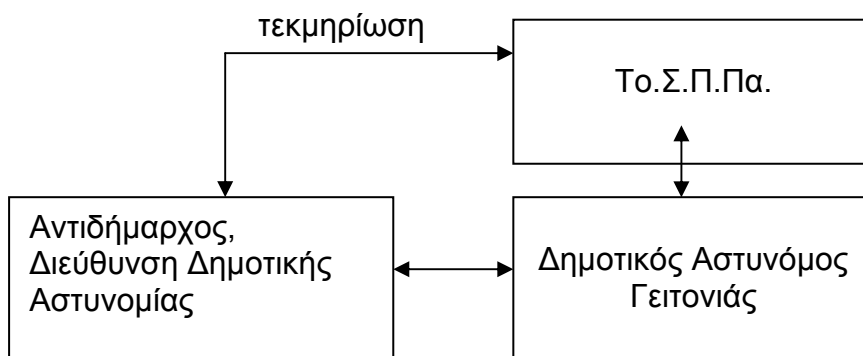 τεκμηρίωση
Το.Σ.Π.Πα.
Αντιδήμαρχος,
Διεύθυνση Δημοτικής
Αστυνομίας
Δημοτικός Αστυνόμος
Γειτονιάς